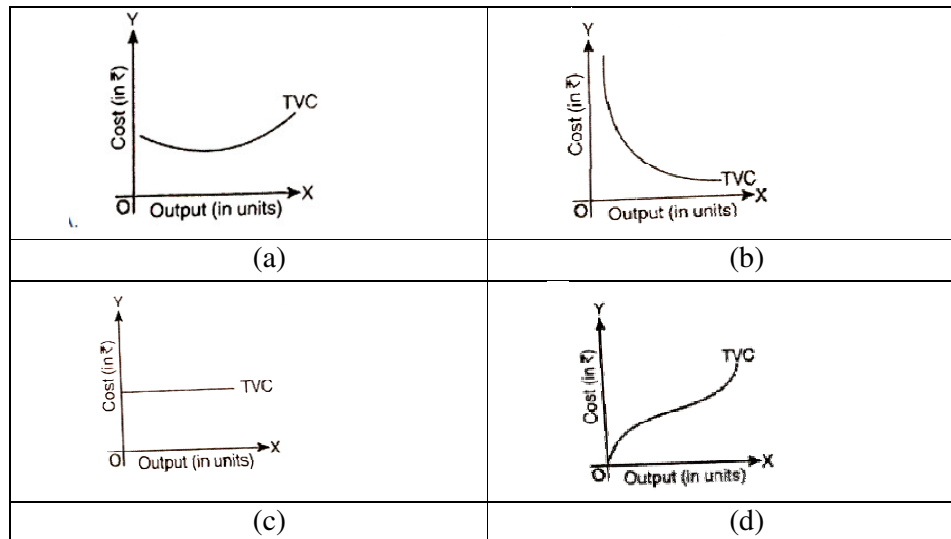 Y
Cost (in ₹)
TVC
O
X
Output (in units)
(a)
Y
Cost (in ₹)
TVC
O
X
Output (in units)
(b)
Y
Cost (in ₹)
TVC
O
X
Output (in units)
(c)
Y
Cost (in ₹)
TVC
O
X
Output (in units)
(d)